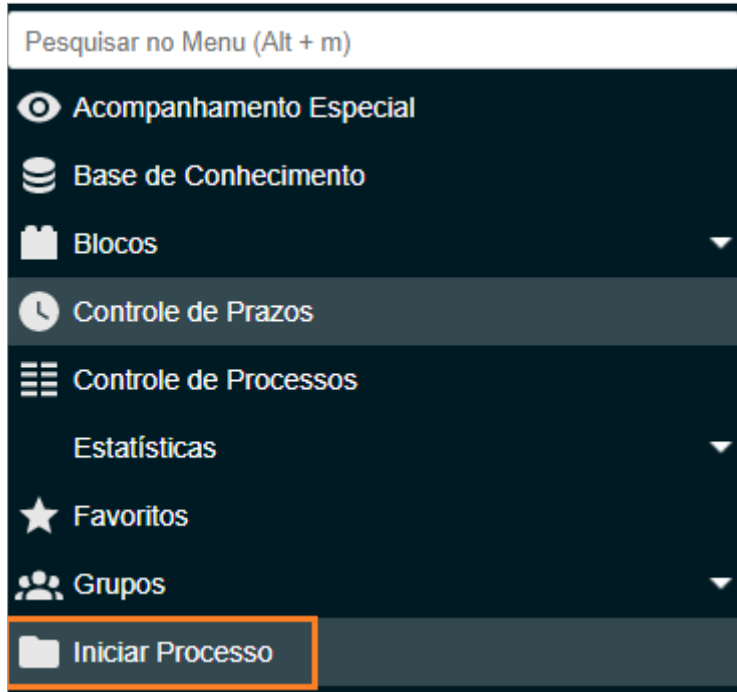 Pesquisar no Menu (Alt + m)
Acompanhamento Especial
Base de Conhecimento
Blocos
Controle de Prazos
Controle de Processos
Estatísticas
Favoritos
Grupos
Iniciar Processo